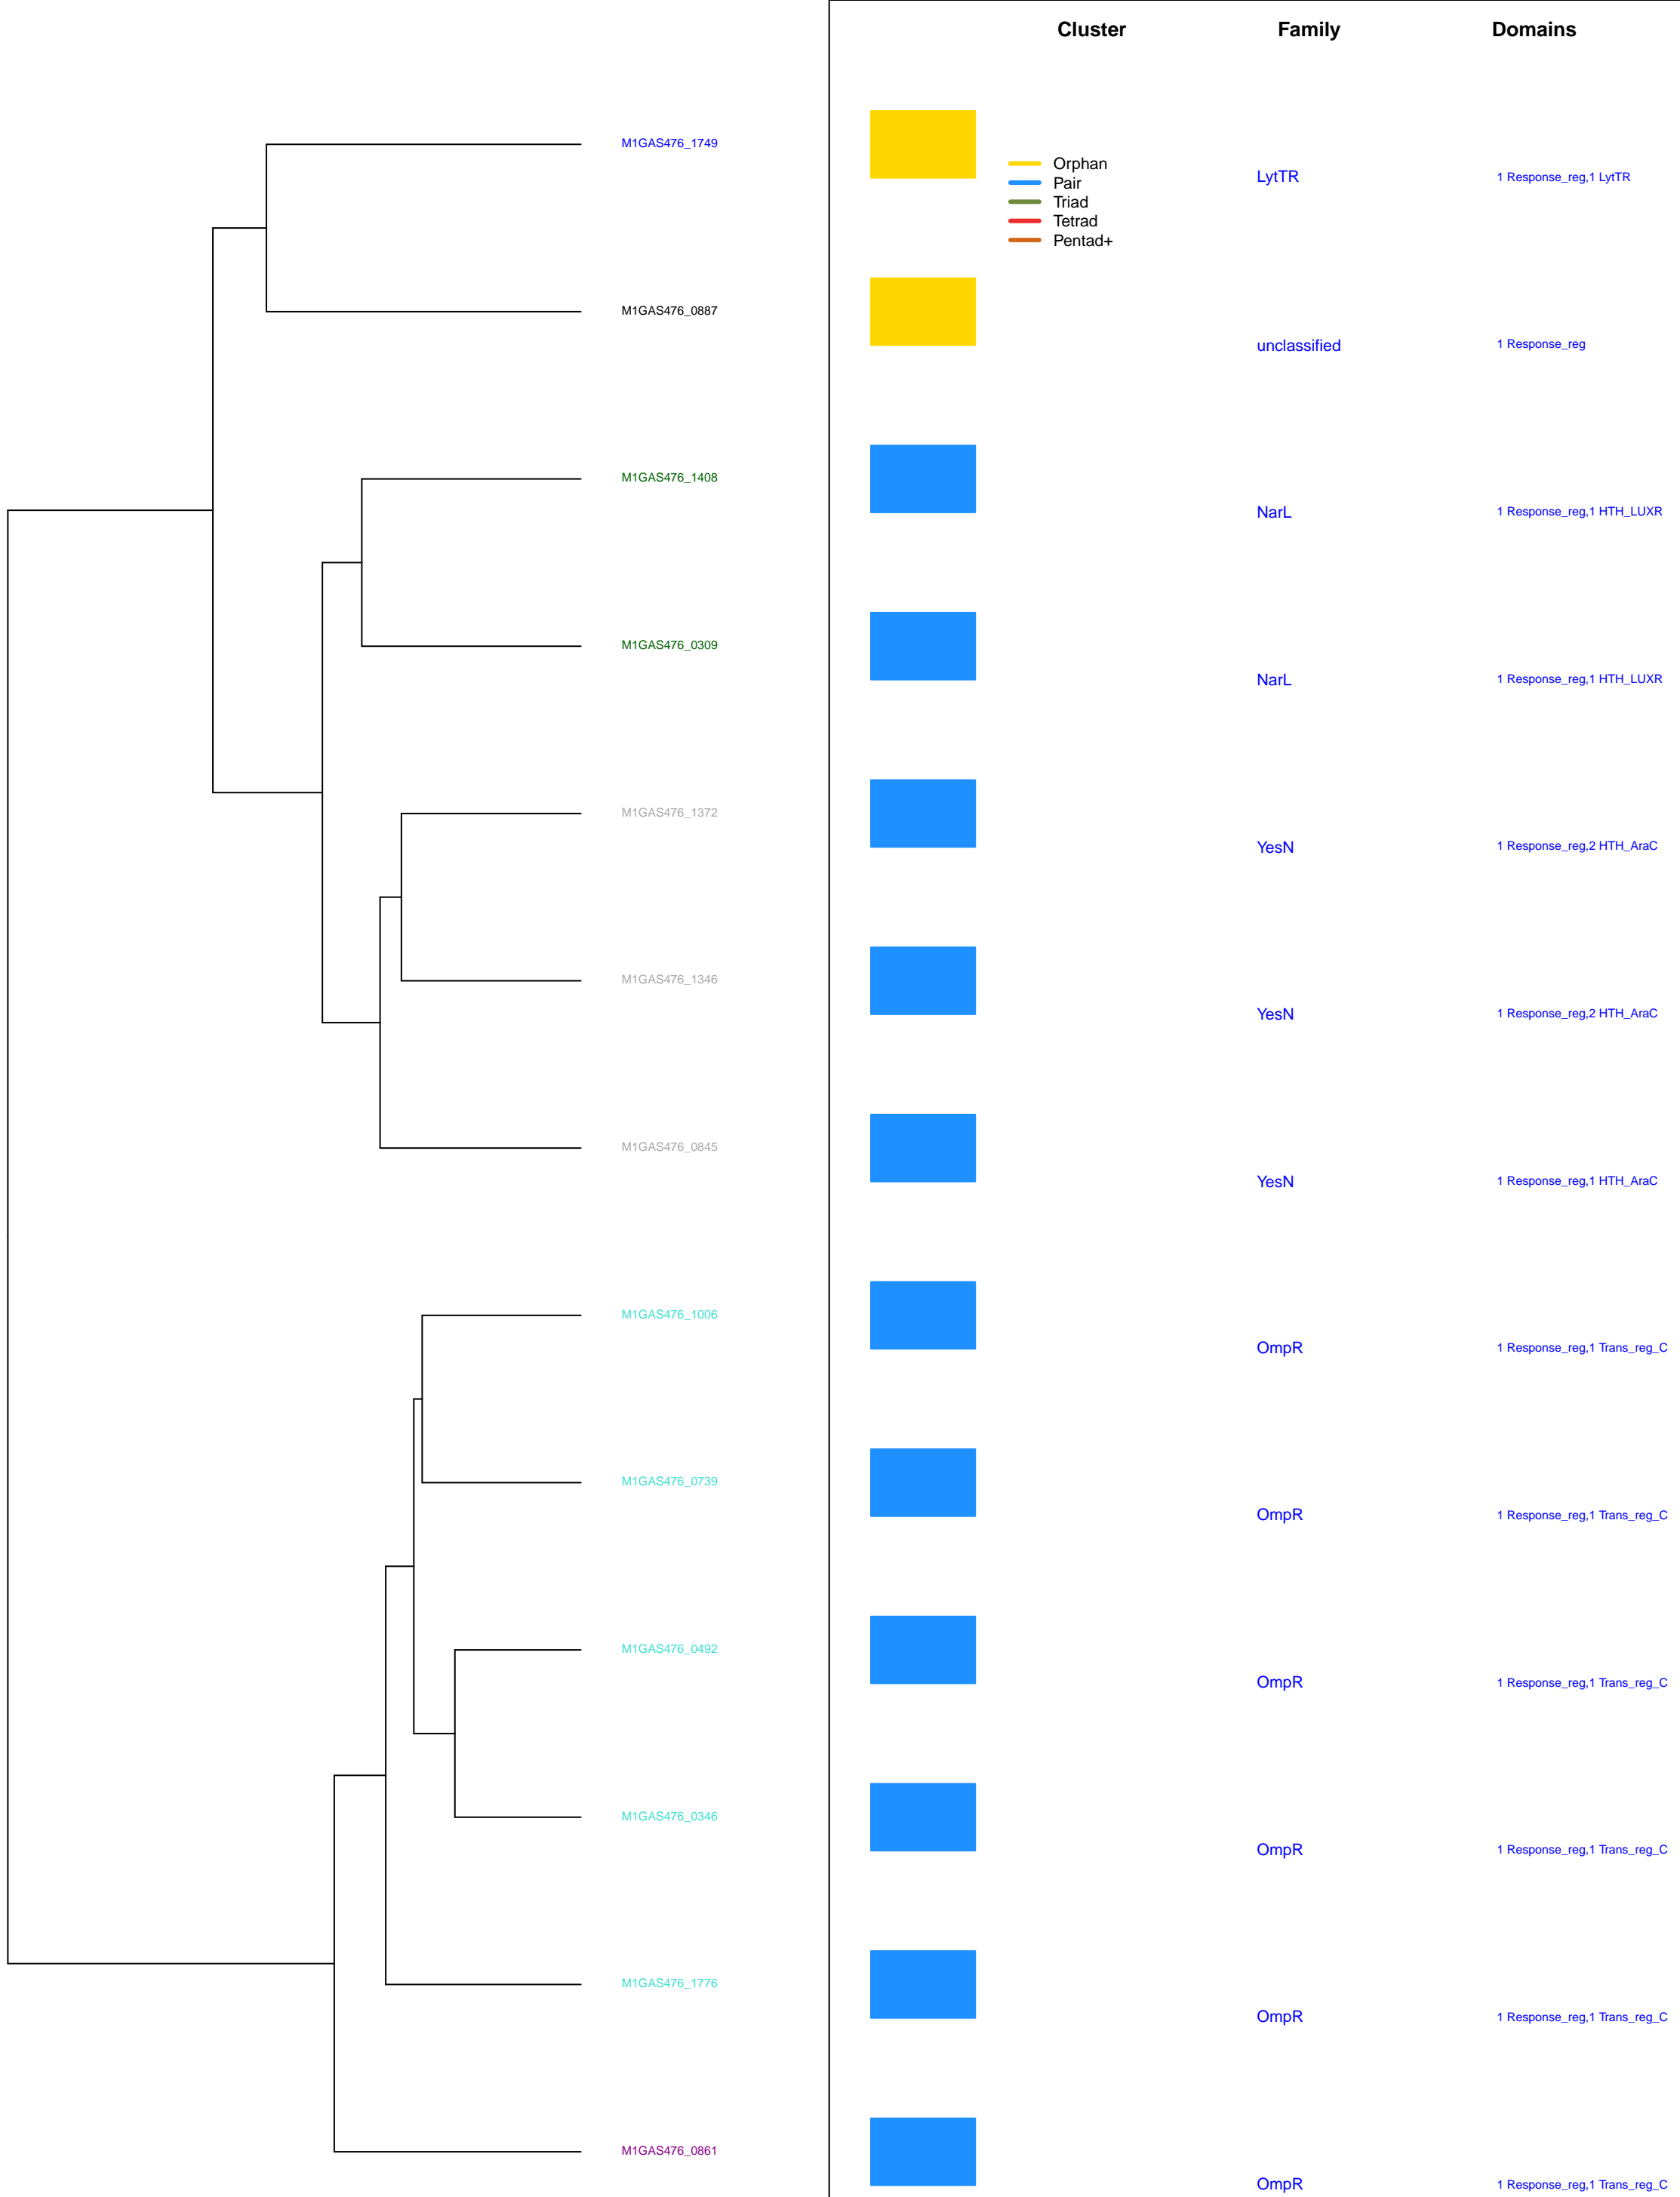 Cluster Family Domains
M1GAS476_1749
Orphan
Pair
Triad
Tetrad
Pentad+
LytTR 1 Response_reg,1 LytTR
M1GAS476_0887
unclassified 1 Response_reg
M1GAS476_1408
NarL 1 Response_reg,1 HTH_LUXR
M1GAS476_0309
NarL 1 Response_reg,1 HTH_LUXR
M1GAS476_1372
YesN 1 Response_reg,2 HTH_AraC
M1GAS476_1346
YesN 1 Response_reg,2 HTH_AraC
M1GAS476_0845
YesN 1 Response_reg,1 HTH_AraC
M1GAS476_1006
OmpR 1 Response_reg,1 Trans_reg_C
M1GAS476_0739
OmpR 1 Response_reg,1 Trans_reg_C
M1GAS476_0492
OmpR 1 Response_reg,1 Trans_reg_C
M1GAS476_0346
OmpR 1 Response_reg,1 Trans_reg_C
M1GAS476_1776
OmpR 1 Response_reg,1 Trans_reg_C
M1GAS476_0861
OmpR 1 Response_reg,1 Trans_reg_C